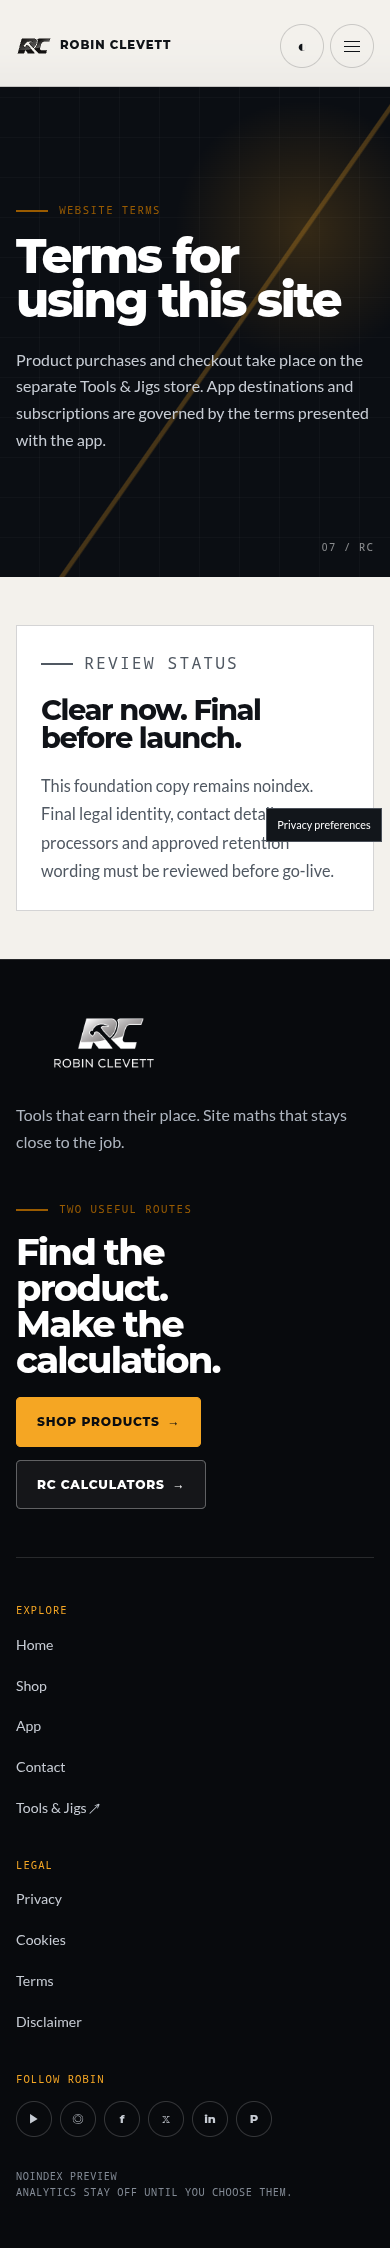 RC ROBIN CLEVETT
WEBSITE TERMS
Terms for
using this site
Product purchases and checkout take place on the
separate Tools & Jigs store. App destinations and
subscriptions are governed by the terms presented
with the app.
07 / RC
REVIEW STATUS
Clear now. Final
before launch.
This foundation copy remains noindex.
Final legal identity, contact
Privacy preferences
processors and approved retention
wording must be reviewed before go-live.
RC
ROBIN CLEVETT
Tools that earn their place. Site maths that stays
close to the job.
TWO USEFUL ROUTES
Find the
product.
Make the
calculation.
SHOP PRODUCTS →
RC CALCULATORS →
EXPLORE
Home
Shop
App
Contact
Tools & Jigs ↗
LEGAL
Privacy
Cookies
Terms
Disclaimer
FOLLOW ROBIN
f X in P
NOINDEX PREVIEW
ANALYTICS STAY OFF UNTIL YOU CHOOSE THEM.